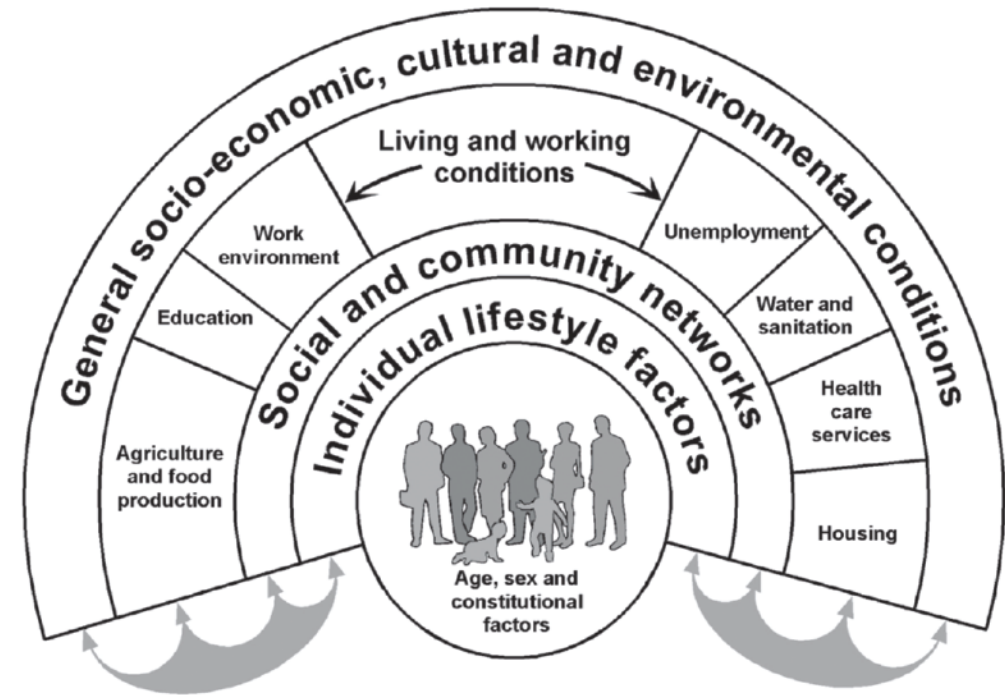 General socio-economic, cultural and environmental conditions
Living and working
conditions
Work
environment
Unemployment
Education
Water and
sanitation
Agriculture
and food
production
Health
care
services
Housing
Social and community networks
Individual lifestyle factors
Age, sex and
constitutional
factors